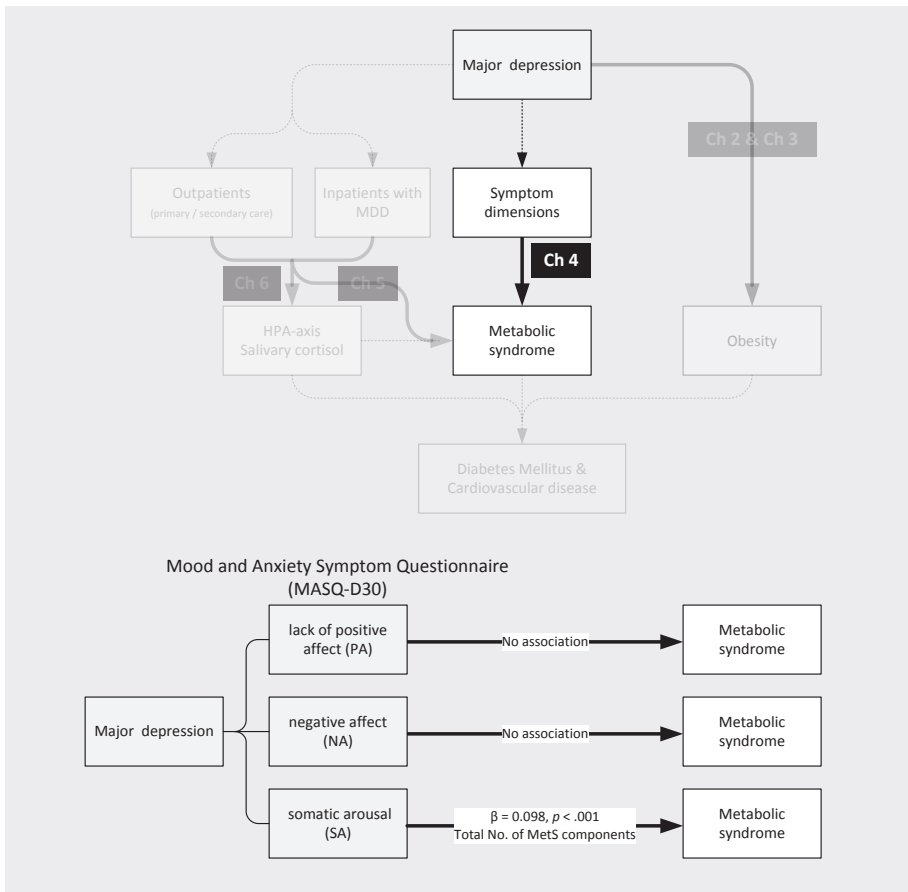 Major depression
Ch 2 & Ch 3
Outpatients
(primary / secondary care)
Inpatients with
MDD
Symptom
dimensions
Ch 4
Ch 6
Ch 5
HPA-axis
Salivary cortisol
Metabolic
syndrome
Obesity
Diabetes Mellitus &
Cardiovascular disease
Mood and Anxiety Symptom Questionnaire
(MASQ-D30)
lack of positive
affect (PA)
No association
Metabolic
syndrome
Major depression
negative affect
(NA)
No association
Metabolic
syndrome
somatic arousal
(SA)
β = 0.098, p < .001
Total No. of MetS components
Metabolic
syndrome